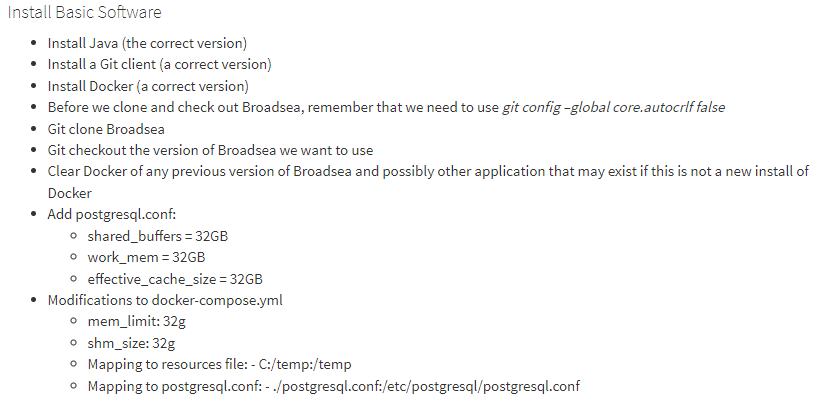 Install Basic Software
• Install Java (the correct version)
• Install a Git client (a correct version)
• Install Docker (a correct version)
• Before we clone and check out Broadsea, remember that we need to use git config –global core.autocrlf false
• Git clone Broadsea
• Git checkout the version of Broadsea we want to use
• Clear Docker of any previous version of Broadsea and possibly other application that may exist if this is not a new install of
Docker
• Add postgresql.conf:
◦ shared_buffers = 32GB
◦ work_mem = 32GB
◦ effective_cache_size = 32GB
• Modifications to docker-compose.yml
◦ mem_limit: 32g
◦ shm_size: 32g
◦ Mapping to resources file: - C:/temp:/temp
◦ Mapping to postgresql.conf: - ./postgresql.conf:/etc/postgresql/postgresql.conf